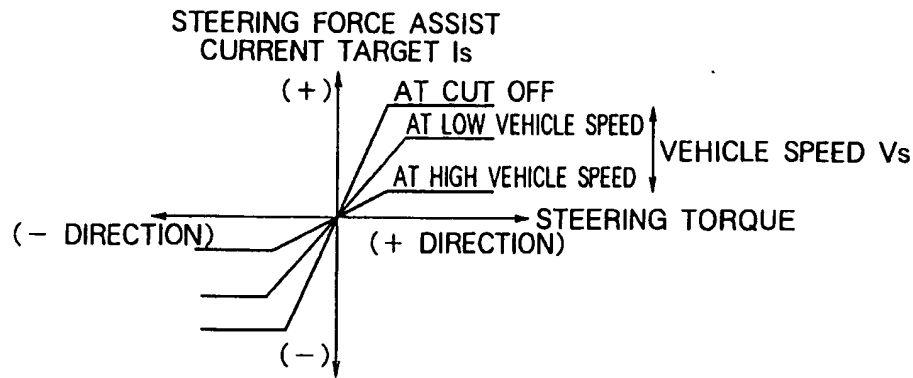 STEERING FORCE ASSIST
CURRENT TARGET Is
(+)
AT CUT OFF
AT LOW VEHICLE SPEED
VEHICLE SPEED Vs
AT HIGH VEHICLE SPEED
STEERING TORQUE
(- DIRECTION)
(+ DIRECTION)
(-)